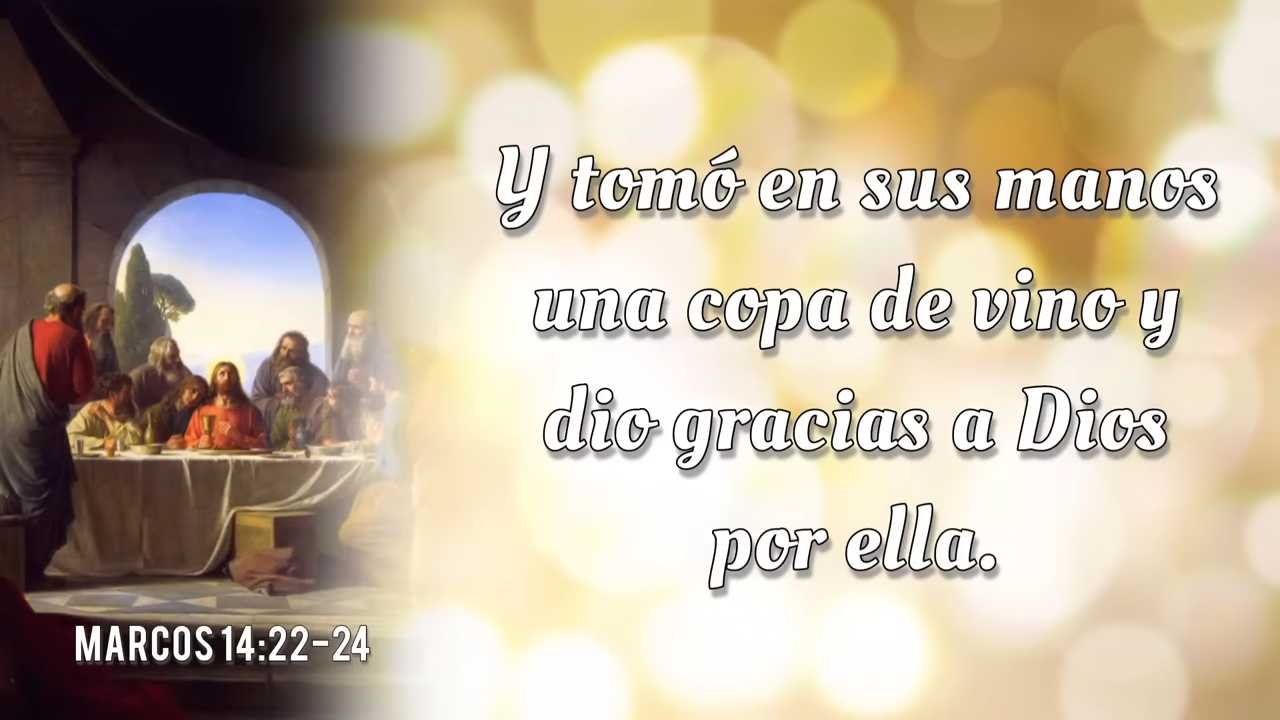 Y tomó en sus manos
una copa de vino y
dio gracias a Dios
por ella.
MARCOS 14:22-24